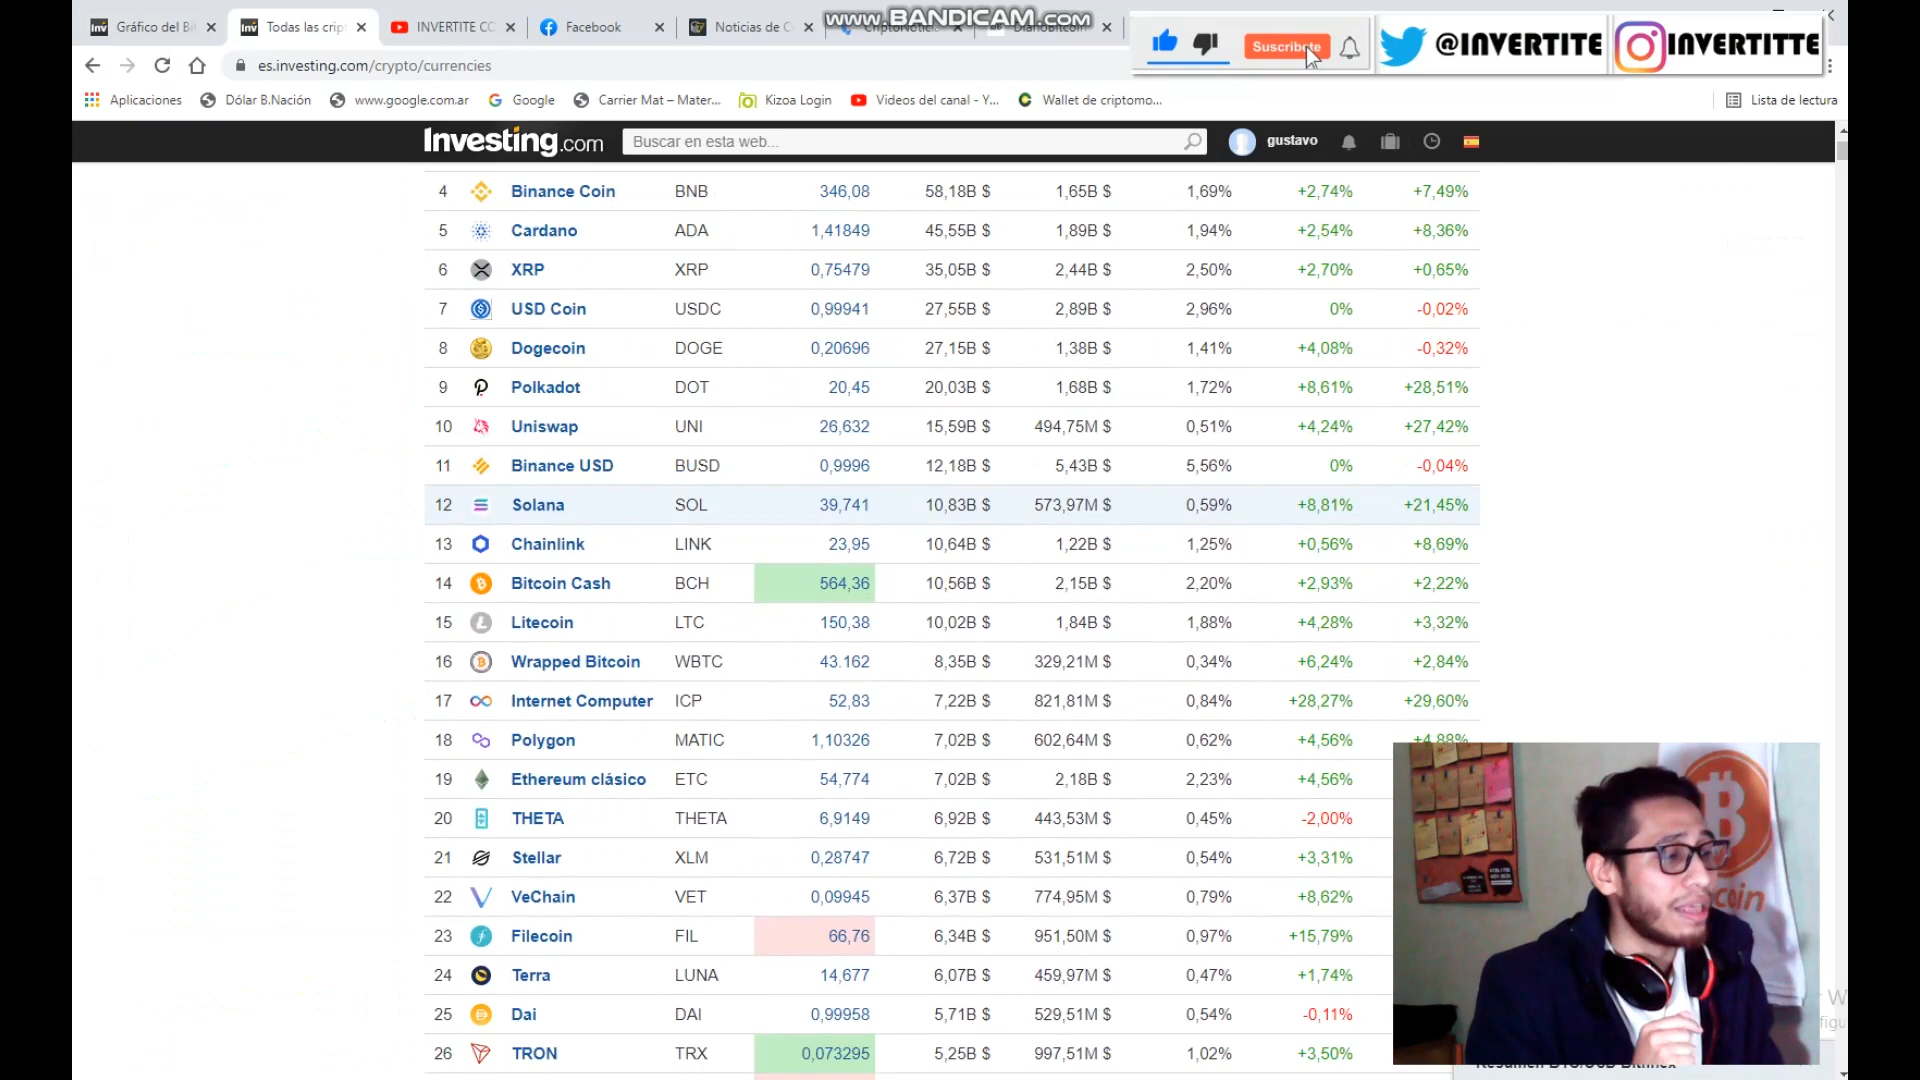 www.BANDICAM.com
Gráfico del Bit
Todas las crip
INVERTITE CO
Facebook
Noticias de C
CriptoNotic
DiarioBitcoin
Suscríbete
@INVERTITE
INVERTITTE
es.investing.com/crypto/currencies
Aplicaciones
Dólar B.Nación
www.google.com.ar
Google
Carrier Mat – Mater...
Kizoa Login
Videos del canal - Y...
Wallet de criptomo...
Lista de lectura
Investing.com
Buscar en esta web...
gustavo
4 Binance Coin BNB 346,08 58,18B $ 1,65B $ 1,69% +2,74% +7,49%
5 Cardano ADA 1,41849 45,55B $ 1,89B $ 1,94% +2,54% +8,36%
6 XRP XRP 0,75479 35,05B $ 2,44B $ 2,50% +2,70% +0,65%
7 USD Coin USDC 0,99941 27,55B $ 2,89B $ 2,96% 0% -0,02%
8 Dogecoin DOGE 0,20696 27,15B $ 1,38B $ 1,41% +4,08% -0,32%
9 Polkadot DOT 20,45 20,03B $ 1,68B $ 1,72% +8,61% +28,51%
10 Uniswap UNI 26,632 15,59B $ 494,75M $ 0,51% +4,24% +27,42%
11 Binance USD BUSD 0,9996 12,18B $ 5,43B $ 5,56% 0% -0,04%
12 Solana SOL 39,741 10,83B $ 573,97M $ 0,59% +8,81% +21,45%
13 Chainlink LINK 23,95 10,64B $ 1,22B $ 1,25% +0,56% +8,69%
14 Bitcoin Cash BCH 564,36 10,56B $ 2,15B $ 2,20% +2,93% +2,22%
15 Litecoin LTC 150,38 10,02B $ 1,84B $ 1,88% +4,28% +3,32%
16 Wrapped Bitcoin WBTC 43.162 8,35B $ 329,21M $ 0,34% +6,24% +2,84%
17 Internet Computer ICP 52,83 7,22B $ 821,81M $ 0,84% +28,27% +29,60%
18 Polygon MATIC 1,10326 7,02B $ 602,64M $ 0,62% +4,56% +4,88%
19 Ethereum clásico ETC 54,774 7,02B $ 2,18B $ 2,23% +4,56%
20 THETA THETA 6,9149 6,92B $ 443,53M $ 0,45% -2,00%
21 Stellar XLM 0,28747 6,72B $ 531,51M $ 0,54% +3,31%
22 VeChain VET 0,09945 6,37B $ 774,95M $ 0,79% +8,62%
23 Filecoin FIL 66,76 6,34B $ 951,50M $ 0,97% +15,79%
24 Terra LUNA 14,677 6,07B $ 459,97M $ 0,47% +1,74%
25 Dai DAI 0,99958 5,71B $ 529,51M $ 0,54% -0,11%
26 TRON TRX 0,073295 5,25B $ 997,51M $ 1,02% +3,50%